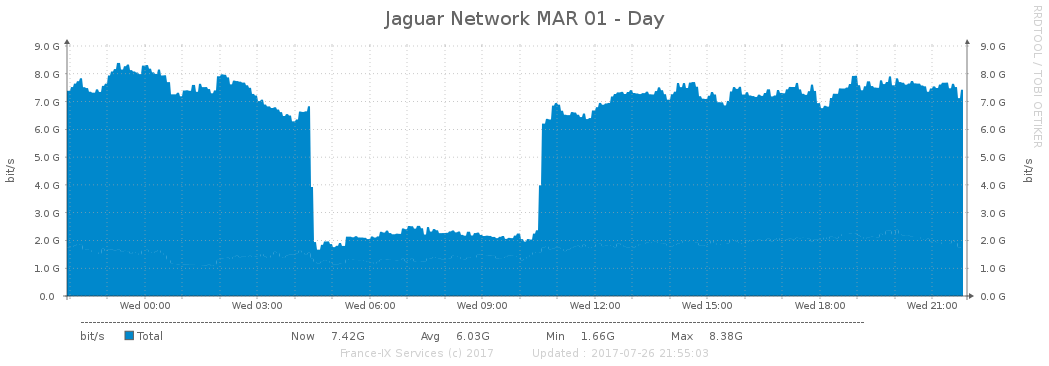 Jaguar Network MAR 01 - Day
RRDTOOL / TOBI OETIKER
bit/s
9.0 G
8.0 G
7.0 G
6.0 G
5.0 G
4.0 G
3.0 G
2.0 G
1.0 G
0.0
9.0 G
8.0 G
7.0 G
6.0 G
5.0 G
4.0 G
3.0 G
2.0 G
1.0 G
0.0 G
bit/s
Wed 00:00 Wed 03:00 Wed 06:00 Wed 09:00 Wed 12:00 Wed 15:00 Wed 18:00 Wed 21:00
bit/s Total Now 7.42G Avg 6.03G Min 1.66G Max 8.38G
France-IX Services (c) 2017 Updated : 2017-07-26 21:55:03